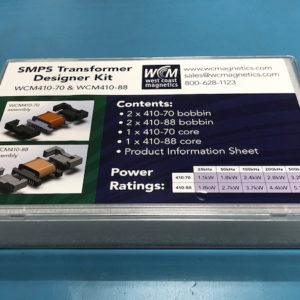 SMPS Transformer
Designer Kit
WCM410-70 & WCM410-88
WCM
west coast
magnetics
www.wcmagnetics.com
sales@wcmagnetics.com
800-628-1123
WCM410-70
assembly
WCM410-88
assembly
Contents:
• 2 x 410-70 bobbin
• 2 x 410-88 bobbin
• 1 x 410-70 core
• 1 x 410-88 core
• Product Information Sheet
Power
Ratings:
25kHz 50kHz 100kHz 200kHz
410-70 1.1kW 1.8kW 2.4kW 2.8kW
410-88 1.8kW 2.7kW 3.7kW 4.4kW